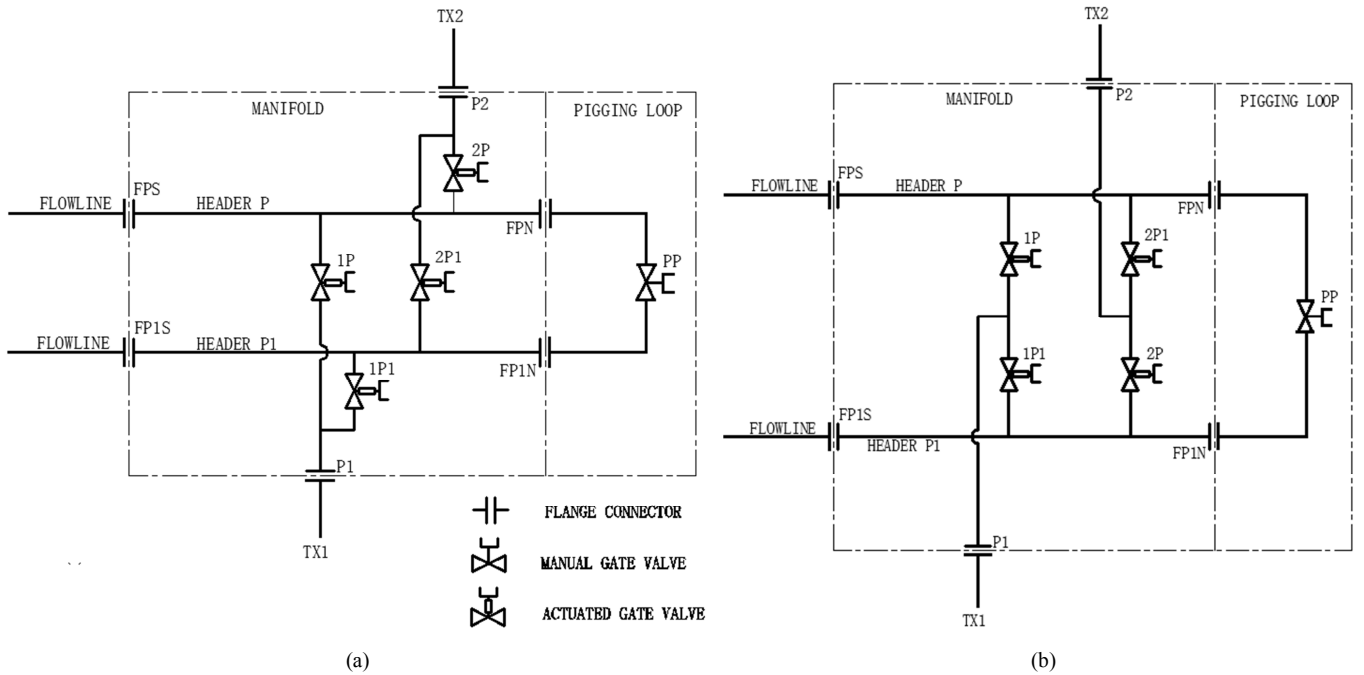 TX2
P2
MANIFOLD
PIGGING LOOP
2P
FPS
FLOWLINE
HEADER P
FPN
1P
2P1
PP
FP1S
FLOWLINE
HEADER P1
FP1N
1P1
P1
TX1
FLANGE CONNECTOR
MANUAL GATE VALVE
ACTUATED GATE VALVE
(a)
TX2
P2
MANIFOLD
PIGGING LOOP
FPS
FLOWLINE
HEADER P
FPN
1P
2P1
PP
1P1
2P
FP1S
FLOWLINE
HEADER P1
FP1N
P1
TX1
(b)